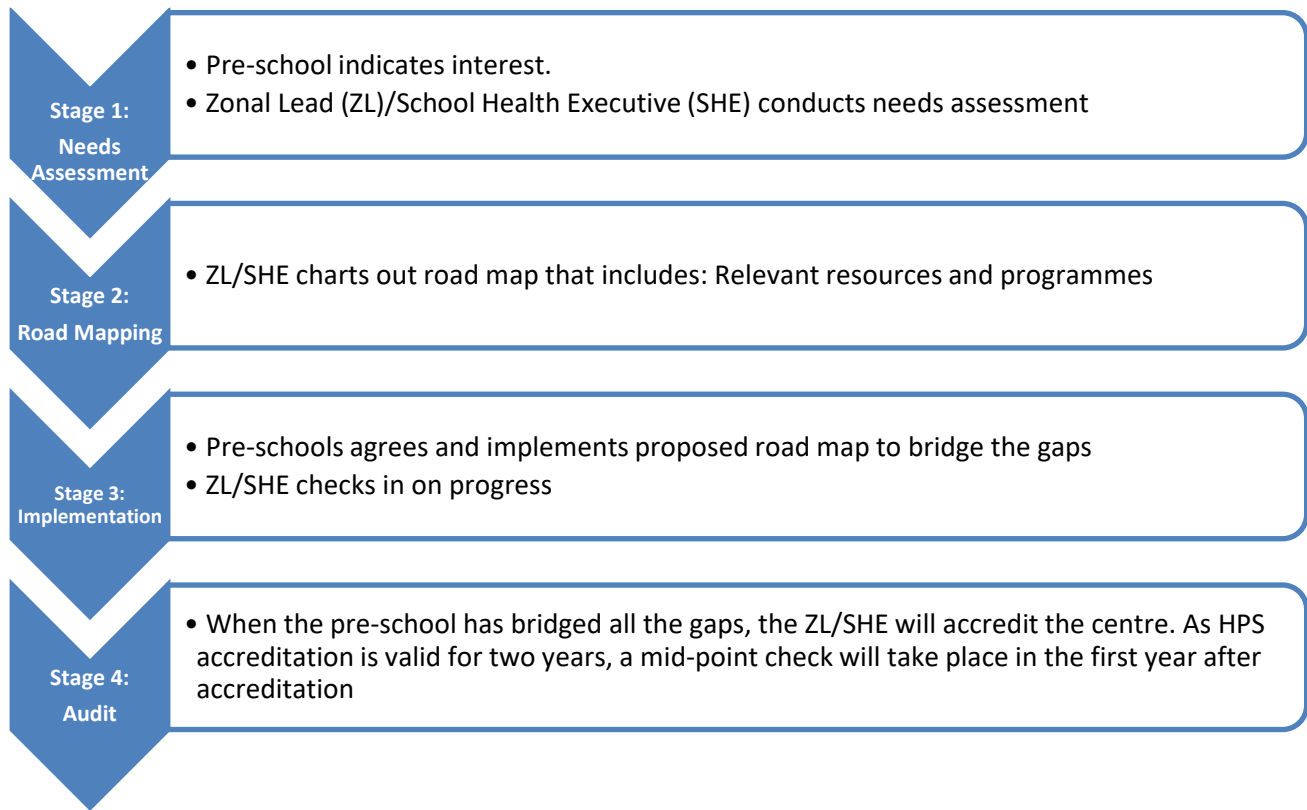 Stage 1:
Needs
Assessment
• Pre-school indicates interest.
• Zonal Lead (ZL)/School Health Executive (SHE) conducts needs assessment
Stage 2:
Road Mapping
• ZL/SHE charts out road map that includes: Relevant resources and programmes
Stage 3:
Implementation
• Pre-schools agrees and implements proposed road map to bridge the gaps
• ZL/SHE checks in on progress
Stage 4:
Audit
• When the pre-school has bridged all the gaps, the ZL/SHE will accredit the centre. As HPS
accreditation is valid for two years, a mid-point check will take place in the first year after
accreditation